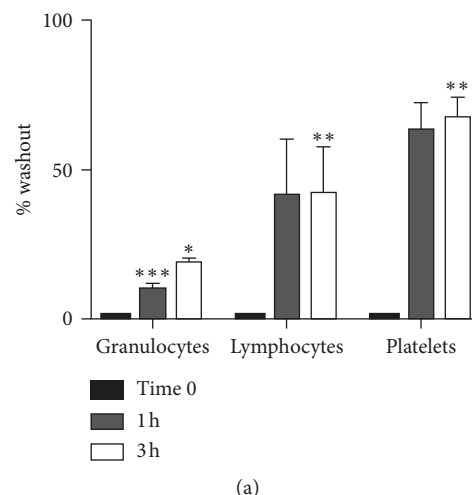 100
50
0
% washout
***
*
**
**
Granulocytes
Lymphocytes
Platelets
Time 0
1 h
3 h
(a)